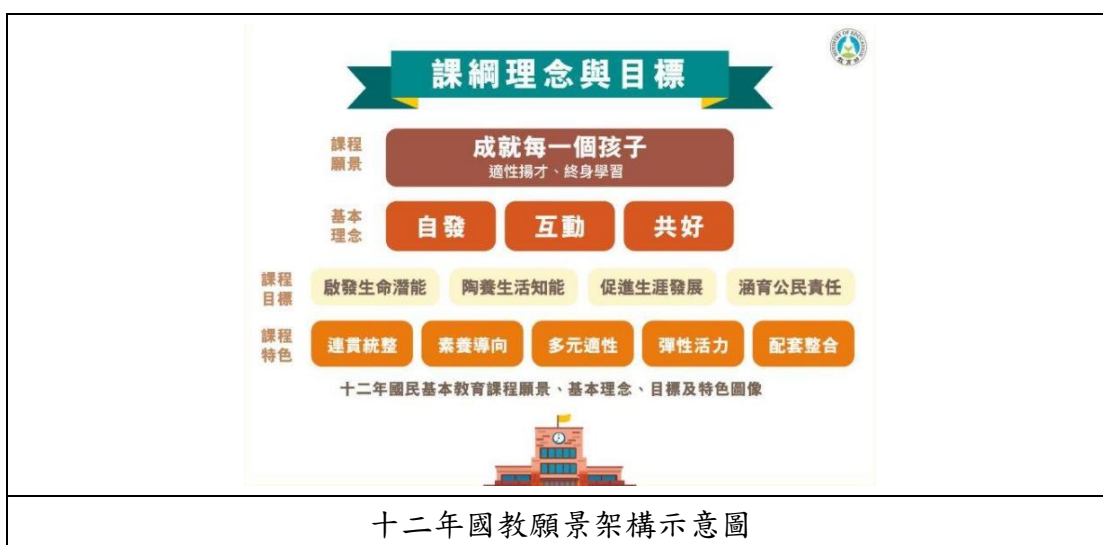 MINISTRY OF EDUCATION
教育部
課綱理念與目標
課程
願景
成就每一個孩子
適性揚才、終身學習
基本
理念
自發
互動
共好
課程
目標
啟發生命潛能
陶養生活知能
促進生涯發展
涵育公民責任
課程
特色
連貫統整
素養導向
多元適性
彈性活力
配套整合
十二年國民基本教育課程願景、基本理念、目標及特色圖像
十二年國教願景架構示意圖